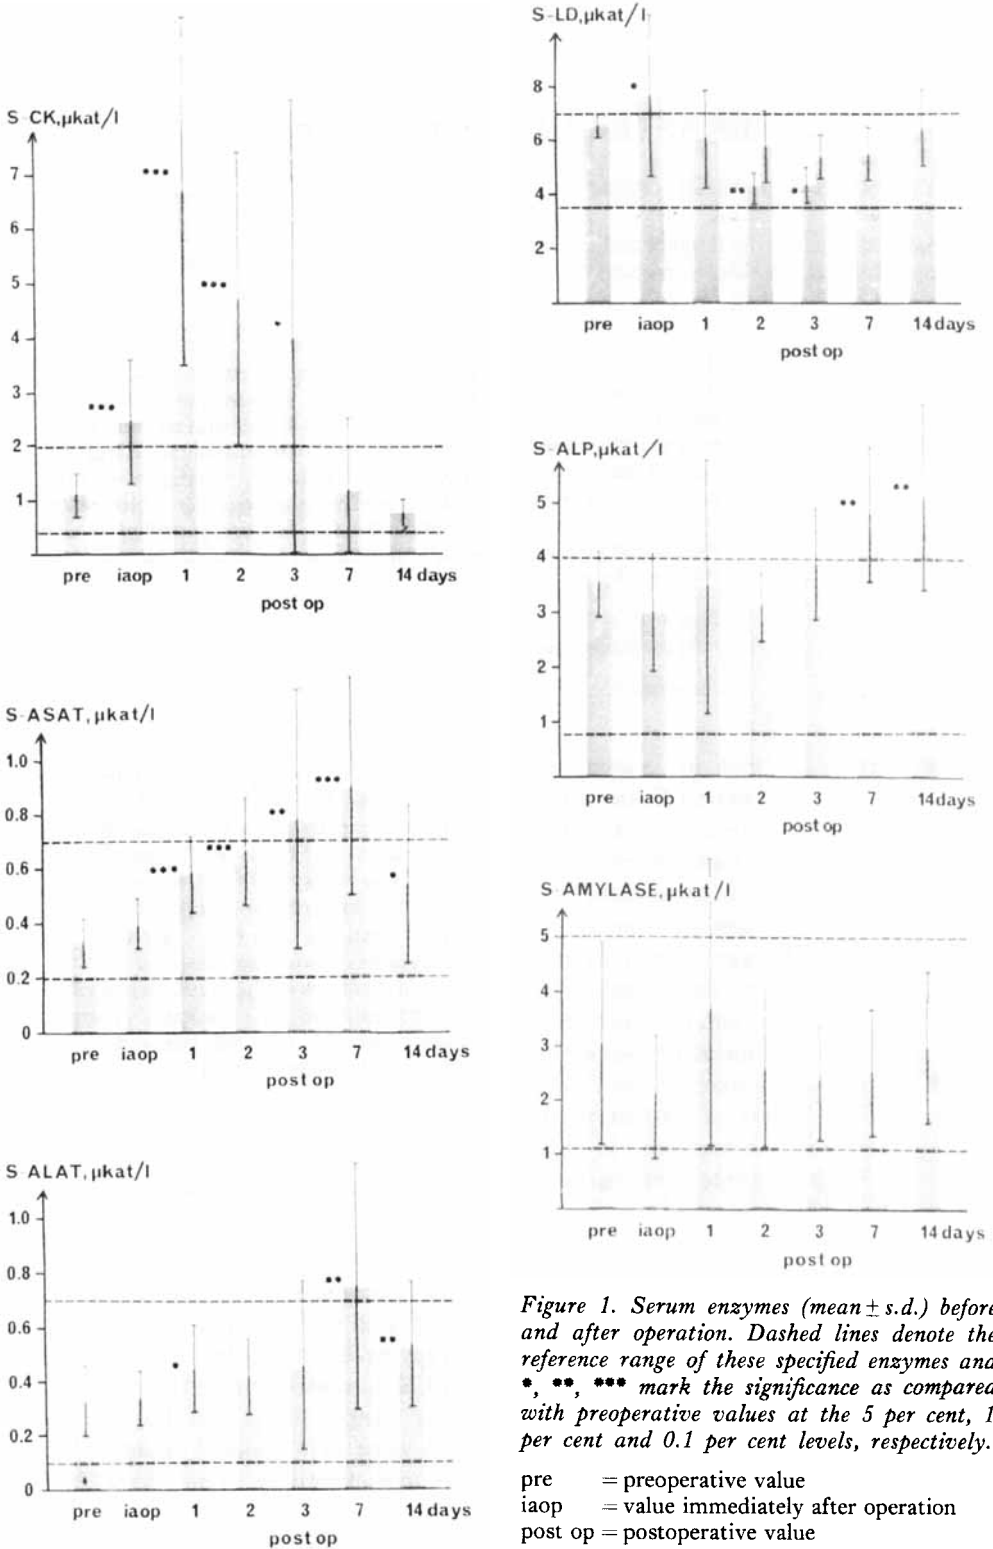 S-CK,µkat/l
7
•••
6
5
•••
4
•
3
•••
2
1
pre iaop 1 2 3 7 14 days
post op
S-ASAT,µkat/l
1.0
•••
0.8
••
•••
0.6
•••
•
0.4
0.2
0
pre iaop 1 2 3 7 14 days
post op
S-ALAT,µkat/l
1.0
0.8
••
0.6
••
•
0.4
0.2
0
pre iaop 1 2 3 7 14 days
post op
S-LD,µkat/l
8
•
6
4
•• •
2
pre iaop 1 2 3 7 14 days
post op
S-ALP,µkat/l
••
5
••
4
3
2
1
pre iaop 1 2 3 7 14 days
post op
S-AMYLASE,µkat/l
5
4
3
2
1
pre iaop 1 2 3 7 14 days
post op
Figure 1. Serum enzymes (mean ± s.d.) before
and after operation. Dashed lines denote the
reference range of these specified enzymes and
*, **, *** mark the significance as compared
with preoperative values at the 5 per cent, 1
per cent and 0.1 per cent levels, respectively.
pre = preoperative value
iaop = value immediately after operation
post op = postoperative value